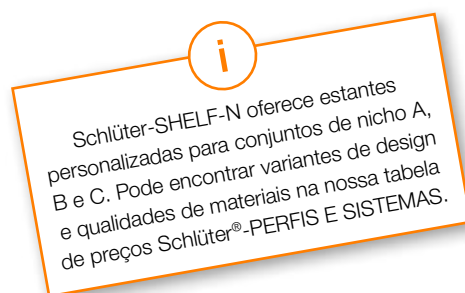 i
Schlüter-SHELF-N oferece estantes
personalizadas para conjuntos de nicho A,
B e C. Pode encontrar variantes de design
e qualidades de materiais na nossa tabela
de preços Schlüter®-PERFIS E SISTEMAS.